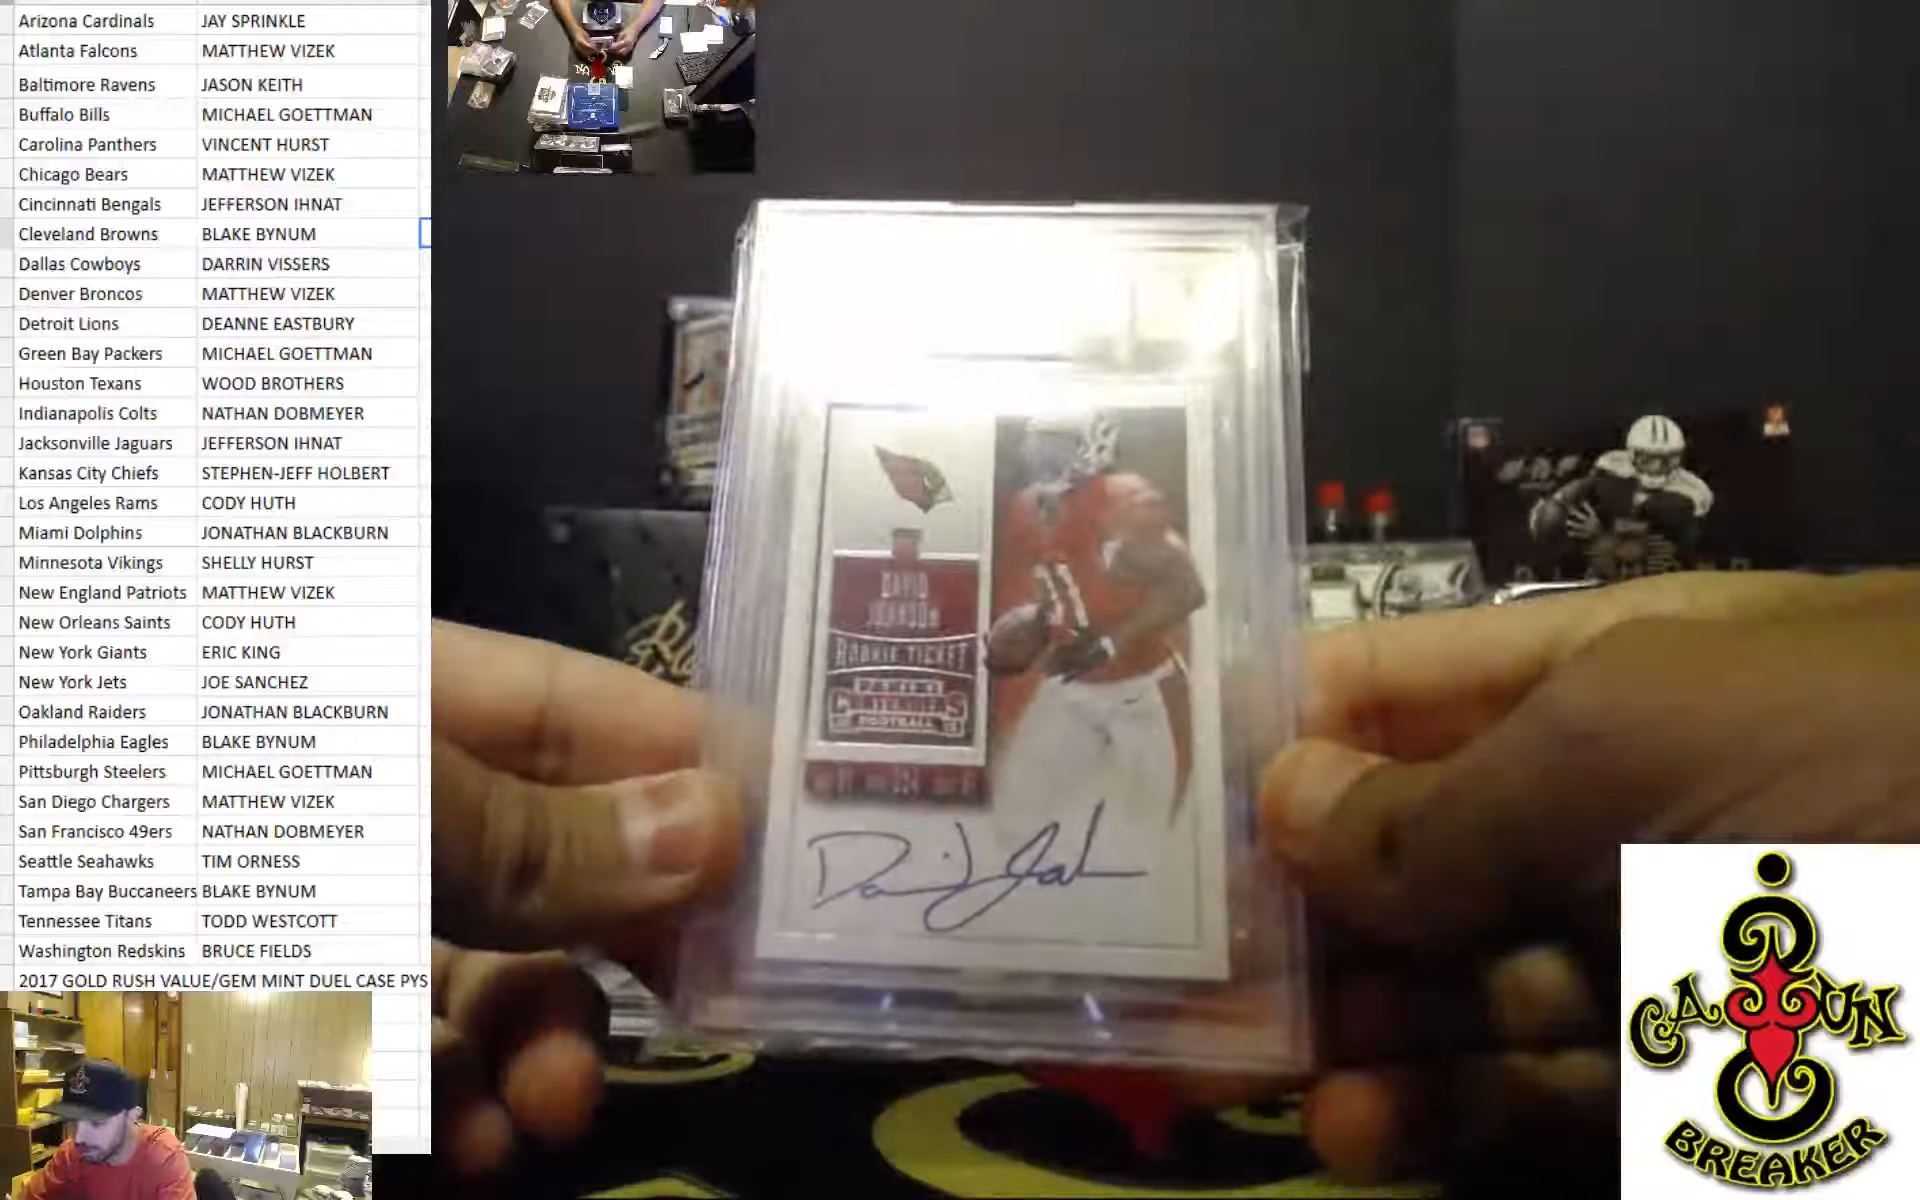 Arizona Cardinals JAY SPRINKLE
Atlanta Falcons MATTHEW VIZEK
Baltimore Ravens JASON KEITH
Buffalo Bills MICHAEL GOETTMAN
Carolina Panthers VINCENT HURST
Chicago Bears MATTHEW VIZEK
Cincinnati Bengals JEFFERSON IHNAT
Cleveland Browns BLAKE BYNUM
Dallas Cowboys DARRIN VISSERS
Denver Broncos MATTHEW VIZEK
Detroit Lions DEANNE EASTBURY
Green Bay Packers MICHAEL GOETTMAN
Houston Texans WOOD BROTHERS
Indianapolis Colts NATHAN DOBMEYER
Jacksonville Jaguars JEFFERSON IHNAT
Kansas City Chiefs STEPHEN-JEFF HOLBERT
Los Angeles Rams CODY HUTH
Miami Dolphins JONATHAN BLACKBURN
Minnesota Vikings SHELLY HURST
New England Patriots MATTHEW VIZEK
New Orleans Saints CODY HUTH
New York Giants ERIC KING
New York Jets JOE SANCHEZ
Oakland Raiders JONATHAN BLACKBURN
Philadelphia Eagles BLAKE BYNUM
Pittsburgh Steelers MICHAEL GOETTMAN
San Diego Chargers MATTHEW VIZEK
San Francisco 49ers NATHAN DOBMEYER
Seattle Seahawks TIM ORNESS
Tampa Bay Buccaneers BLAKE BYNUM
Tennessee Titans TODD WESTCOTT
Washington Redskins BRUCE FIELDS
2017 GOLD RUSH VALUE/GEM MINT DUEL CASE PYS
DAVID
JOHNSON
ROOKIE TICKET
PANINI
CONTENDERS
FOOTBALL
31
CAJUN
BREAKER